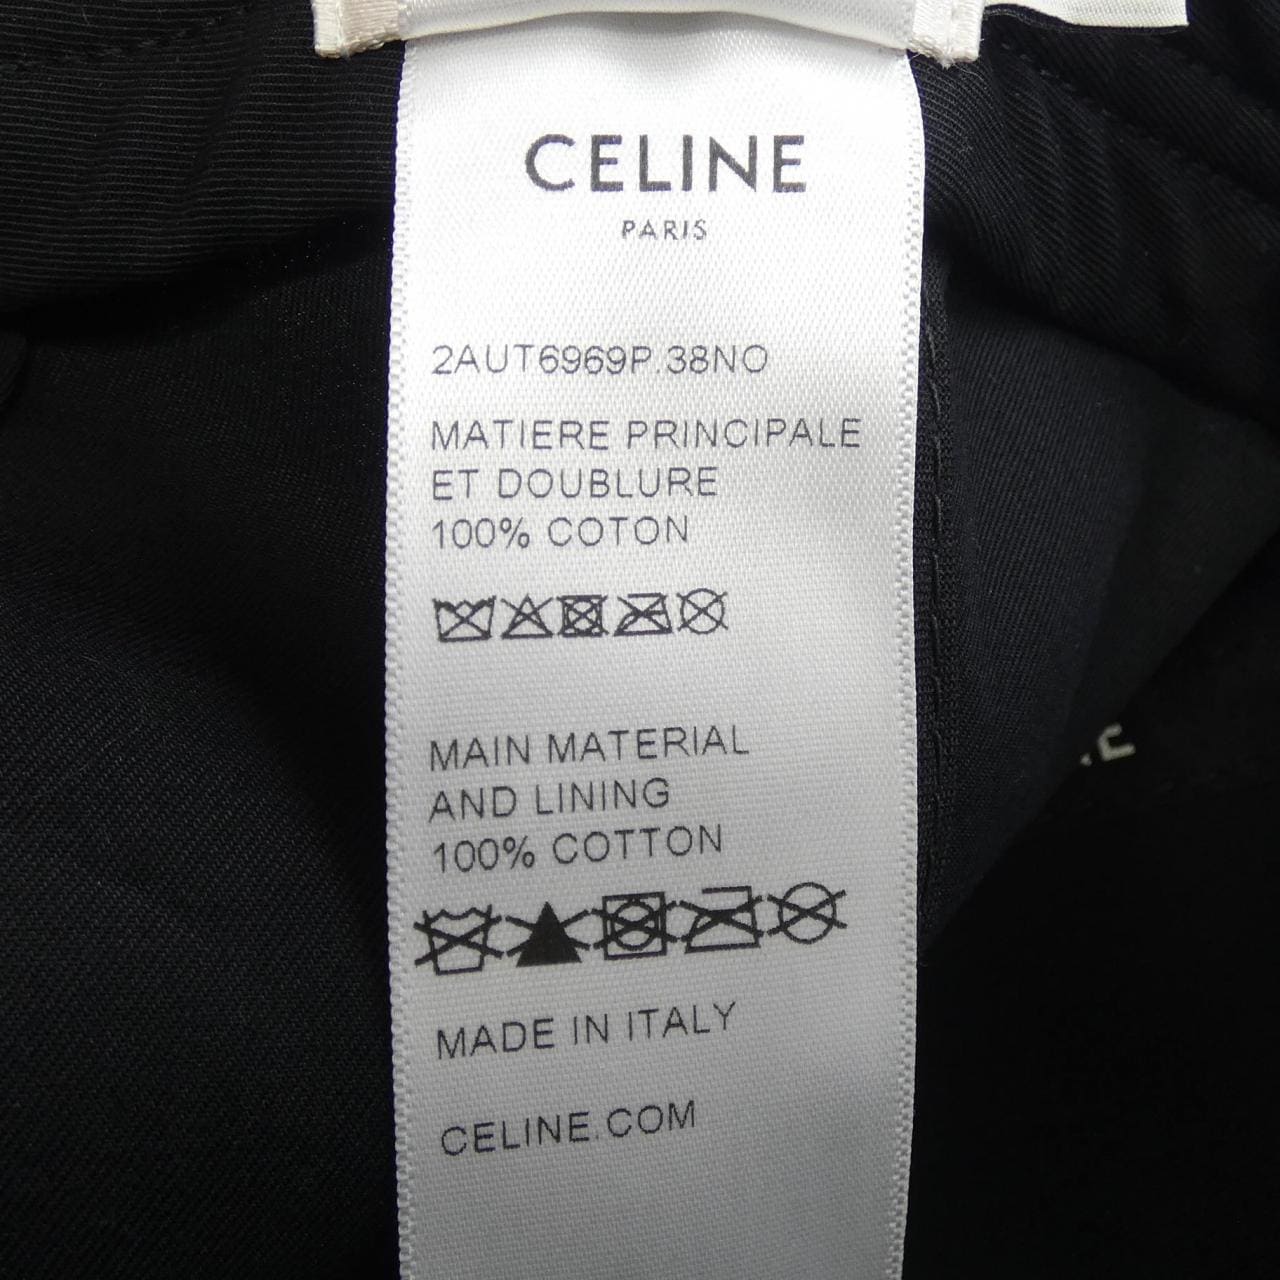 CELINE
PARIS
2AUT6969P.38NO
MATIERE PRINCIPALE
ET DOUBLURE
100% COTON
MAIN MATERIAL
AND LINING
100% COTTON
MADE IN ITALY
CELINE.COM